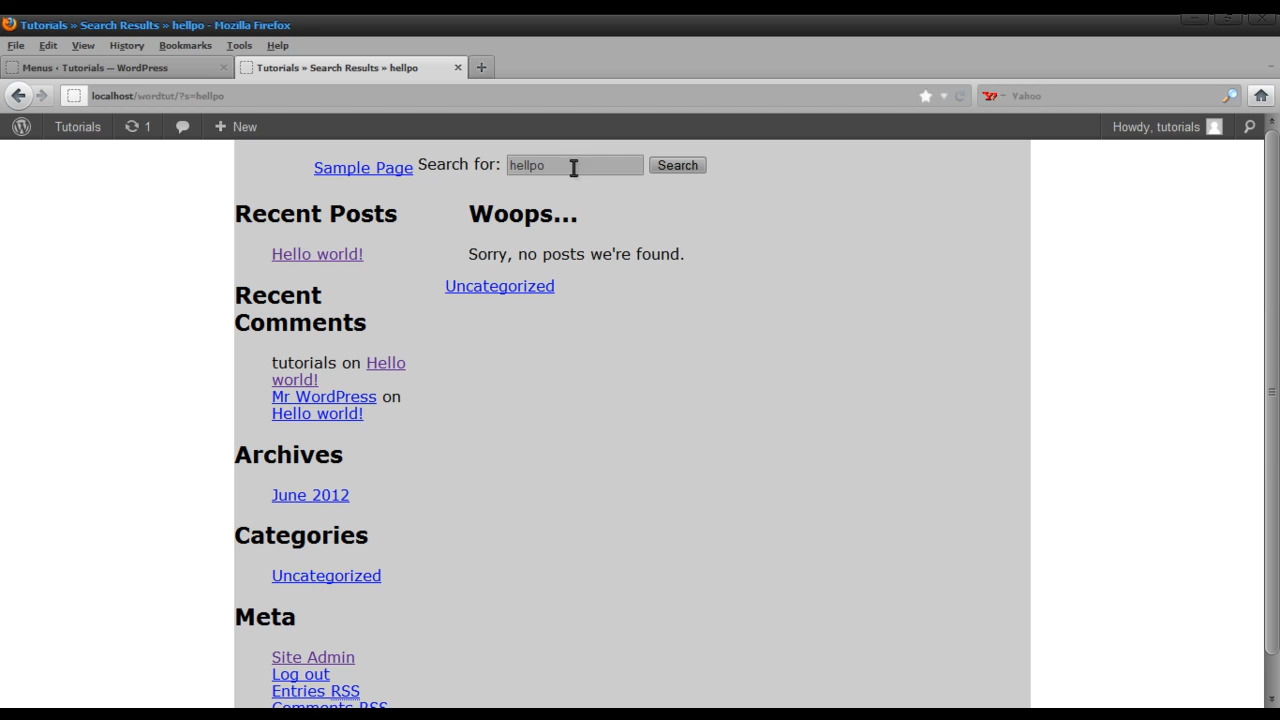 Tutorials » Search Results » hellpo - Mozilla Firefox
File Edit View History Bookmarks Tools Help
Menus ‹ Tutorials — WordPress
Tutorials » Search Results » hellpo
localhost/wordtut/?s=hellpo
Yahoo
Tutorials 1 New Howdy, tutorials
Sample Page Search for: hellpo Search
Recent Posts
Hello world!
Recent
Comments
tutorials on Hello
world!
Mr WordPress on
Hello world!
Archives
June 2012
Categories
Uncategorized
Meta
Site Admin
Log out
Entries RSS
Comments RSS
Woops...
Sorry, no posts we're found.
Uncategorized